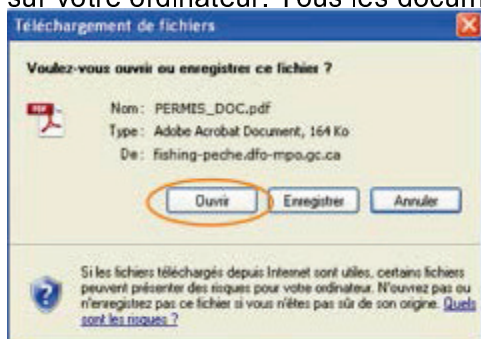 sur votre ordinateur. Tous les docum
Téléchargement de fichiers
Voulez-vous ouvrir ou enregistrer ce fichier ?
Nom : PERMIS_DOC.pdf
Type : Adobe Acrobat Document, 164 Ko
De : fishing-peche.dfo-mpo.gc.ca
Ouvrir Enregistrer Annuler
Si les fichiers téléchargés depuis Internet sont utiles, certains fichiers
peuvent présenter des risques pour votre ordinateur. N'ouvrez pas ou
n'enregistrez pas ce fichier si vous n'êtes pas sûr de son origine. Quels
sont les risques ?